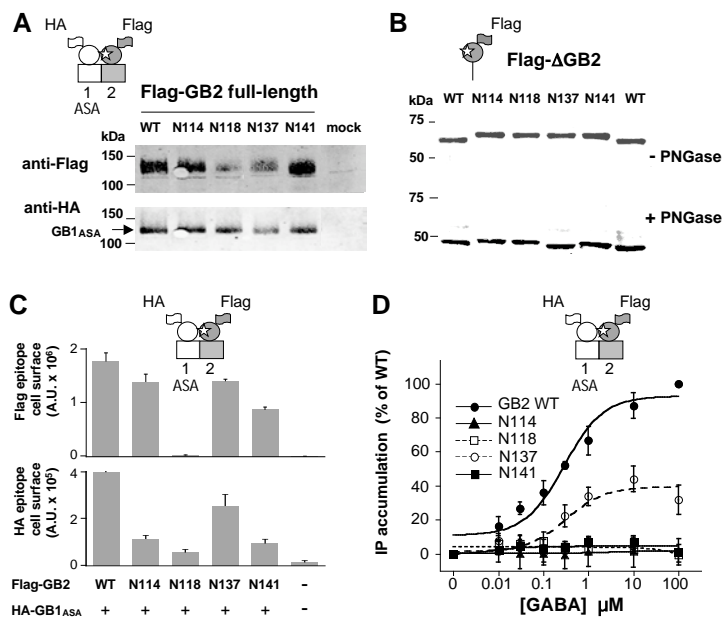 A
HA
Flag
1 2
ASA
Flag-GB2 full-length
WT N114 N118 N137 N141 mock
kDa
anti-Flag
150
100
anti-HA
150
GB1ASA
100
B
Flag-ΔGB2
kDa
WT N114 N118 N137 N141 WT
75
- PNGase
50
75
+ PNGase
50
C
HA
Flag
1 2
ASA
Flag epitope
cell surface
(A.U. x 10⁶)
2
1
0
HA epitope
cell surface
(A.U. x 10⁵)
4
2
0
Flag-GB2 WT N114 N118 N137 N141 -
HA-GB1ASA + + + + + -
D
HA
Flag
1 2
ASA
IP accumulation (% of WT)
100
80
60
40
20
0
GB2 WT
N114
N118
N137
N141
0 0.01 0.1 1 10 100
[GABA] µM